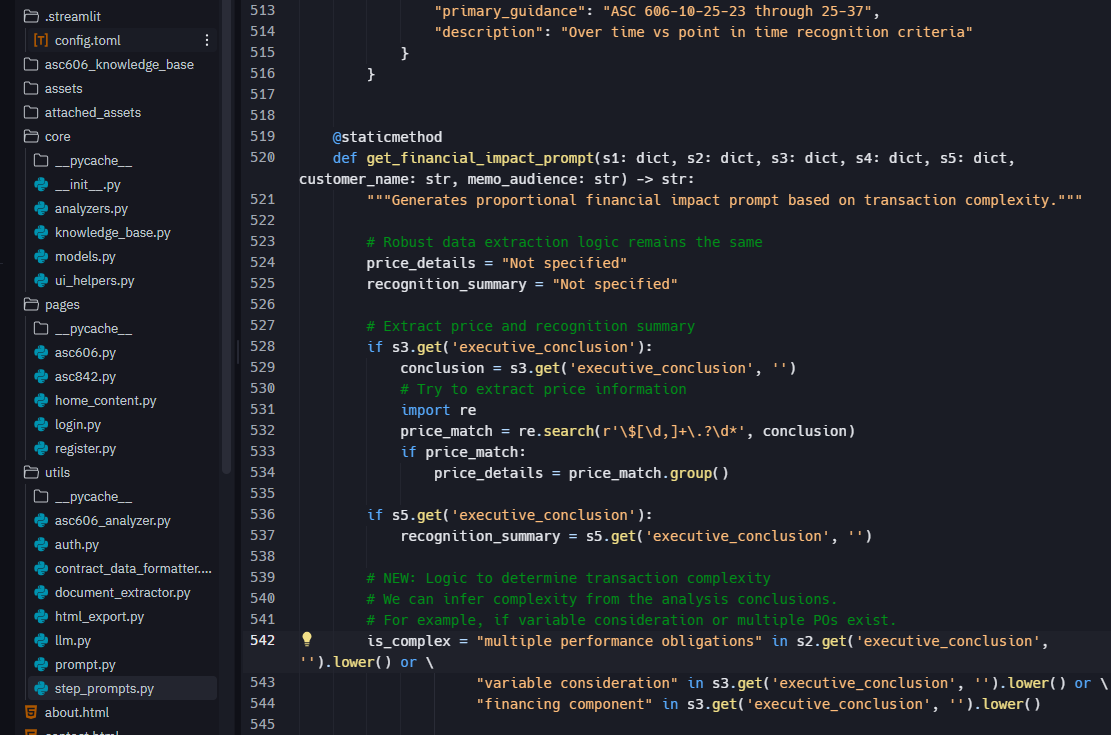 .streamlit
config.toml
asc606_knowledge_base
assets
attached_assets
core
__pycache__
__init__.py
analyzers.py
knowledge_base.py
models.py
ui_helpers.py
pages
__pycache__
asc606.py
asc842.py
home_content.py
login.py
register.py
utils
__pycache__
asc606_analyzer.py
auth.py
contract_data_formatter....
document_extractor.py
html_export.py
llm.py
prompt.py
step_prompts.py
about.html
contact.html
513 "primary_guidance": "ASC 606-10-25-23 through 25-37",
514 "description": "Over time vs point in time recognition criteria"
515 }
516 }
517
518
519 @staticmethod
520 def get_financial_impact_prompt(s1: dict, s2: dict, s3: dict, s4: dict, s5: dict,
customer_name: str, memo_audience: str) -> str:
521 """Generates proportional financial impact prompt based on transaction complexity."""
522
523 # Robust data extraction logic remains the same
524 price_details = "Not specified"
525 recognition_summary = "Not specified"
526
527 # Extract price and recognition summary
528 if s3.get('executive_conclusion'):
529 conclusion = s3.get('executive_conclusion', '')
530 # Try to extract price information
531 import re
532 price_match = re.search(r'\$[\d,]+\.?\d*', conclusion)
533 if price_match:
534 price_details = price_match.group()
535
536 if s5.get('executive_conclusion'):
537 recognition_summary = s5.get('executive_conclusion', '')
538
539 # NEW: Logic to determine transaction complexity
540 # We can infer complexity from the analysis conclusions.
541 # For example, if variable consideration or multiple POs exist.
542 is_complex = "multiple performance obligations" in s2.get('executive_conclusion',
'').lower() or \
543 "variable consideration" in s3.get('executive_conclusion', '').lower() or \
544 "financing component" in s3.get('executive_conclusion', '').lower()
545